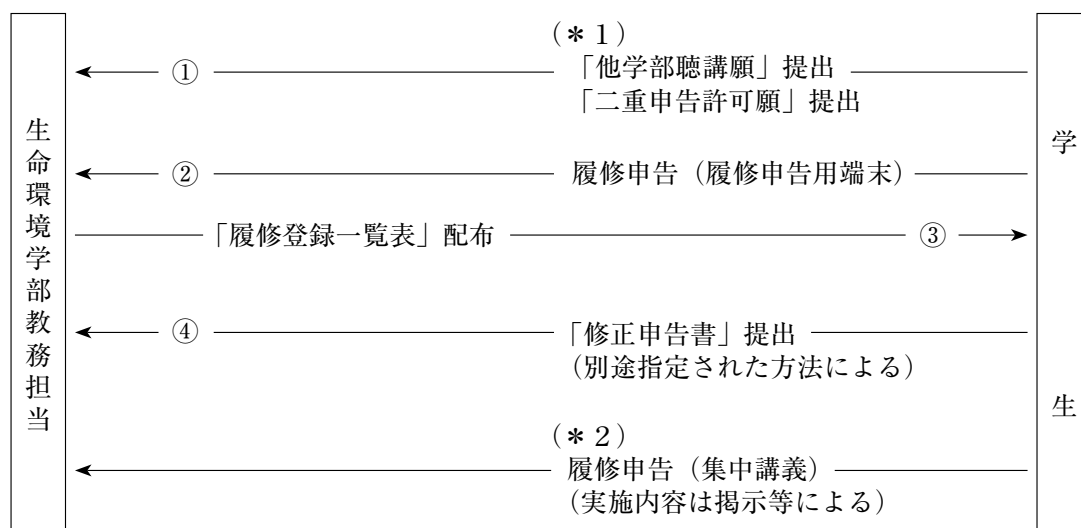 (＊１)
① 「他学部聴講願」提出
「二重申告許可願」提出
② 履修申告（履修申告用端末）
「履修登録一覧表」配布 ③
④ 「修正申告書」提出
（別途指定された方法による）
(＊２)
履修申告（集中講義）
（実施内容は掲示等による）
生命環境学部教務担当
学生